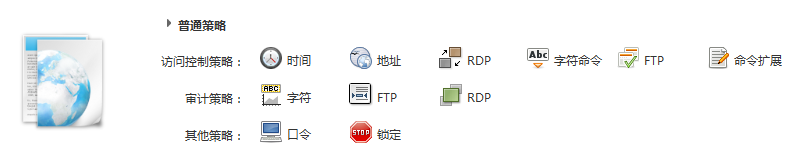 普通策略
访问控制策略： 时间 地址 RDP Abc 字符命令 FTP 命令扩展
审计策略： ABC 字符 FTP RDP
其他策略： 口令 STOP 锁定